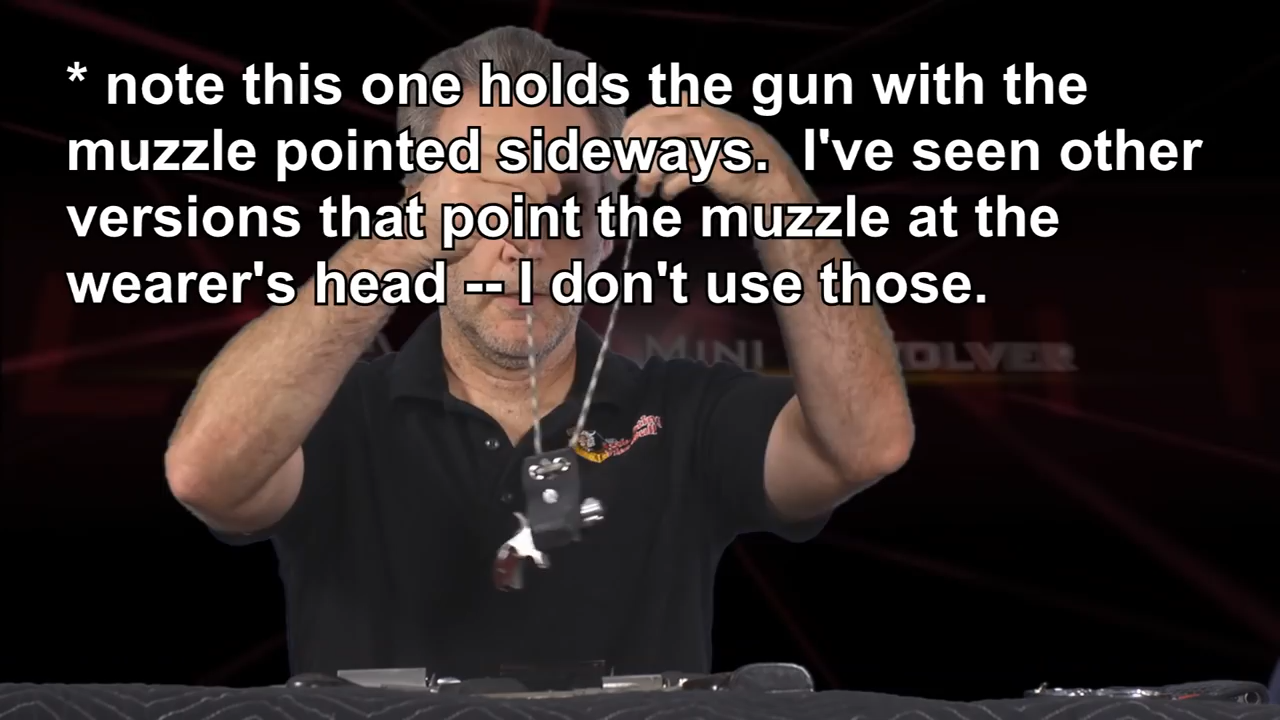 * note this one holds the gun with the
muzzle pointed sideways.  I've seen other
versions that point the muzzle at the
wearer's head -- I don't use those.
MINI